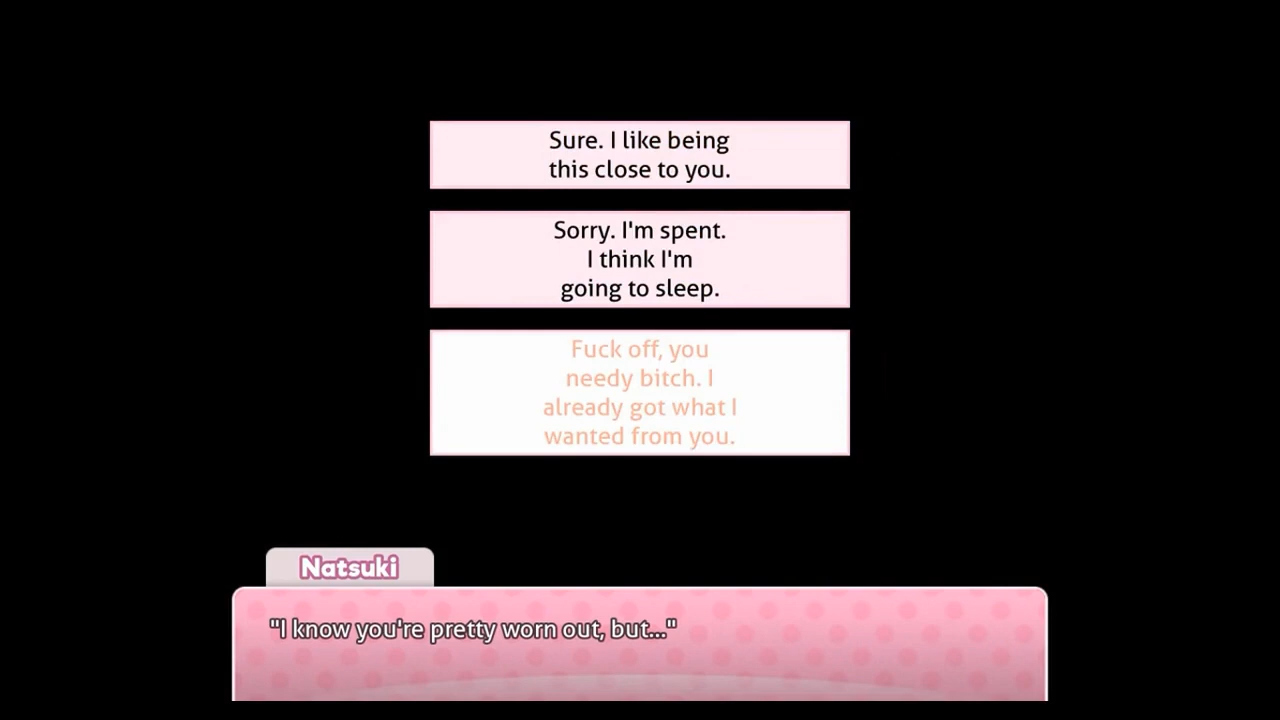 Sure. I like being
this close to you.
Sorry. I'm spent.
I think I'm
going to sleep.
Fuck off, you
needy bitch. I
already got what I
wanted from you.
Natsuki
"I know you're pretty worn out, but..."